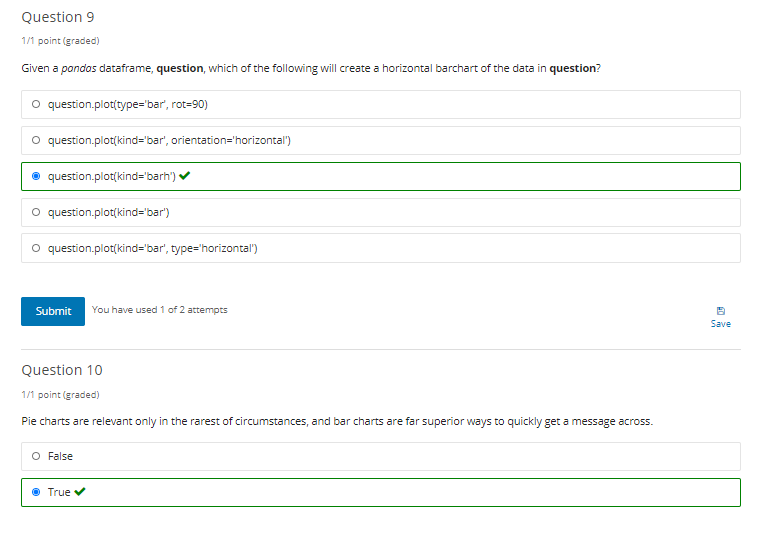 Question 9
1/1 point (graded)
Given a pandas dataframe, question, which of the following will create a horizontal barchart of the data in question?
question.plot(type='bar', rot=90)
question.plot(kind='bar', orientation='horizontal')
question.plot(kind='barh')
question.plot(kind='bar')
question.plot(kind='bar', type='horizontal')
Submit You have used 1 of 2 attempts
Save
Question 10
1/1 point (graded)
Pie charts are relevant only in the rarest of circumstances, and bar charts are far superior ways to quickly get a message across.
False
True